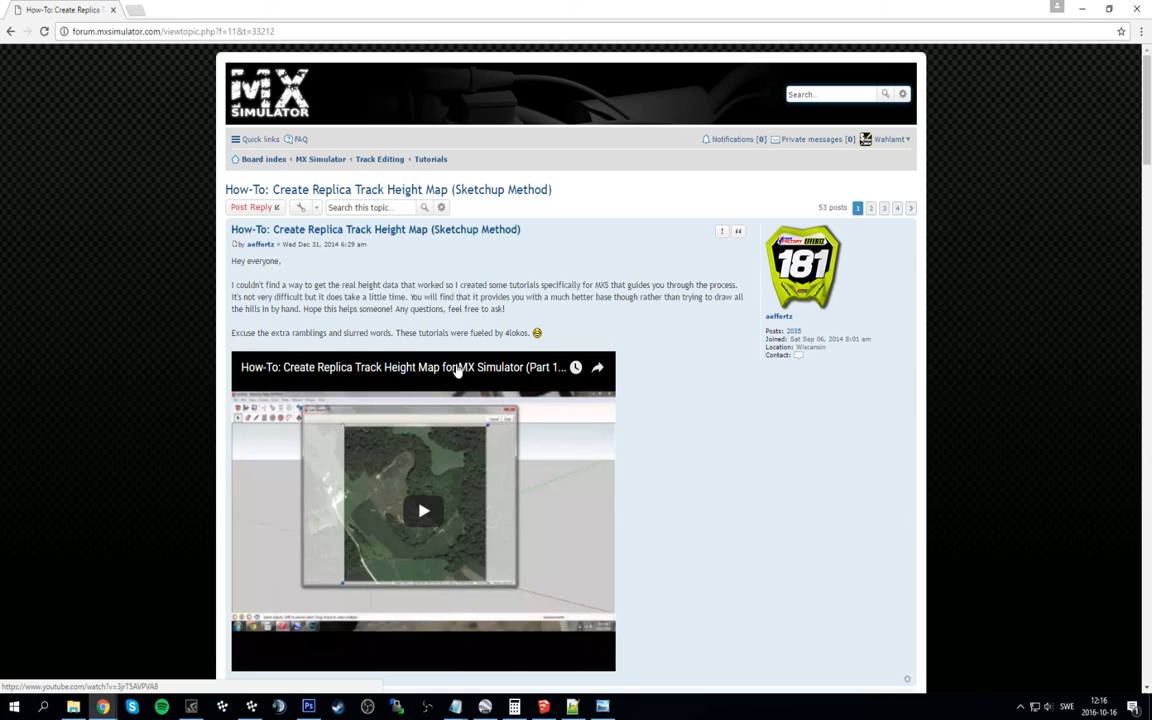 How-To: Create Replica T
forum.mxsimulator.com/viewtopic.php?f=11&t=33212
MX
SIMULATOR
Search...
Quick links
FAQ
Notifications [0]
Private messages [0]
Wahlamt
Board index
MX Simulator
Track Editing
Tutorials
How-To: Create Replica Track Height Map (Sketchup Method)
Post Reply
Search this topic...
53 posts
1 2 3 4
How-To: Create Replica Track Height Map (Sketchup Method)
by aeffertz » Wed Dec 31, 2014 6:29 am
Hey everyone,
I couldn't find a way to get the real height data that worked so I created some tutorials specifically for MXS that guides you through the process.
It's not very difficult but it does take a little time. You will find that it provides you with a much better base though rather than trying to draw all
the hills in by hand. Hope this helps someone! Any questions, feel free to ask!
Excuse the extra ramblings and slurred words. These tutorials were fueled by 4lokos.
How-To: Create Replica Track Height Map for MX Simulator (Part 1...
EFFERTZ
181
aeffertz
Posts: 2035
Joined: Sat Sep 06, 2014 8:01 am
Location: Wisconsin
Contact:
https://www.youtube.com/watch?v=3jrT5AVPVA8
SWE
12:16
2016-10-16